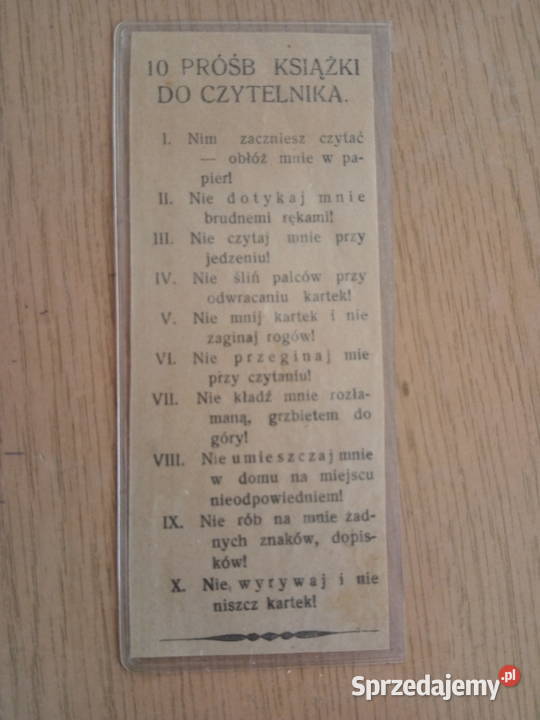 10 PRÓŚB KSIĄŻKI
DO CZYTELNIKA.
I. Nim zaczniesz czytać
— obłóż mnie w pa-
pier!
II. Nie dotykaj mnie
brudnemi rękami!
III. Nie czytaj mnie przy
jedzeniu!
IV. Nie śliń palców przy
odwracaniu kartek!
V. Nie mnij kartek i nie
zaginaj rogów!
VI. Nie przeginaj mie
przy czytaniu!
VII. Nie kładź mnie rozła-
maną, grzbietem do
góry!
VIII. Nie umieszczaj mnie
w domu na miejscu
nieodpowiedniem!
IX. Nie rób na mnie żad-
nych znaków, dopis-
ków!
X. Nie wyrywaj i nie
niszcz kartek!
Sprzedajemy.pl